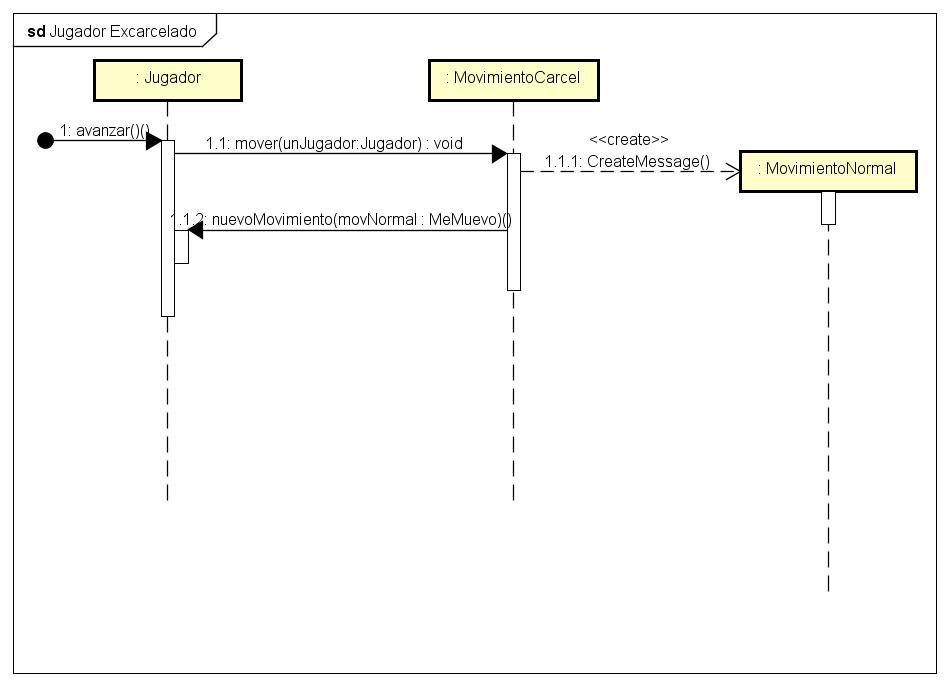 sd Jugador Excarcelado
: Jugador
: MovimientoCarcel
1: avanzar()()
1.1: mover(unJugador:Jugador) : void
<<create>>
1.1.1: CreateMessage()
: MovimientoNormal
1.1.2: nuevoMovimiento(movNormal : MeMuevo)()